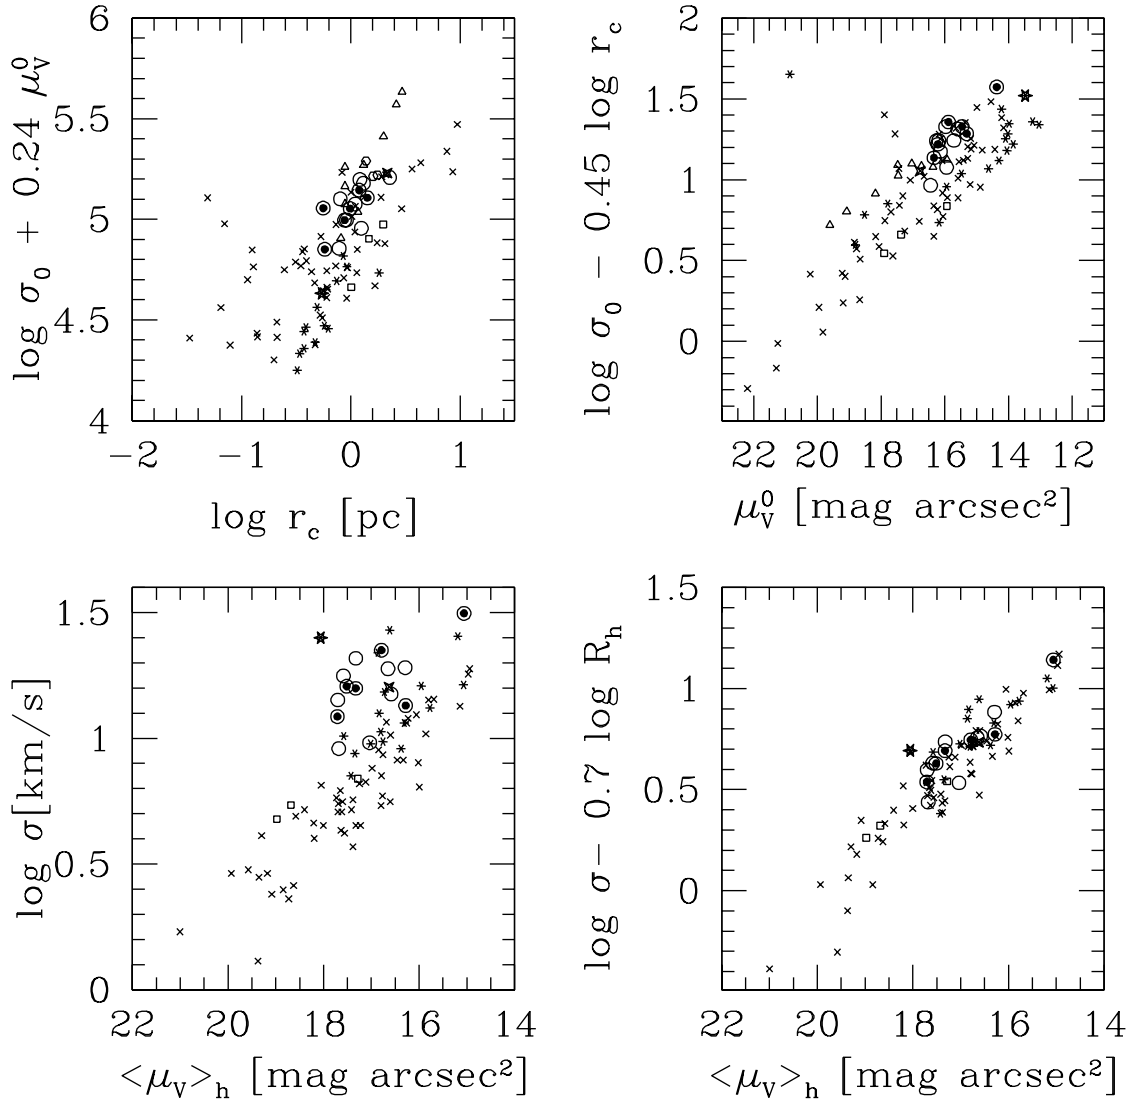 log σ₀ + 0.24 μ⁰V
6
5.5
5
4.5
4
−2 −1 0 1
log rc [pc]
log σ₀ − 0.45 log rc
2
1.5
1
0.5
0
22 20 18 16 14 12
μ⁰V [mag arcsec²]
log σ[km/s]
1.5
1
0.5
0
22 20 18 16 14
<μV>h [mag arcsec²]
log σ− 0.7 log Rh
1.5
1
0.5
0
22 20 18 16 14
<μV>h [mag arcsec²]